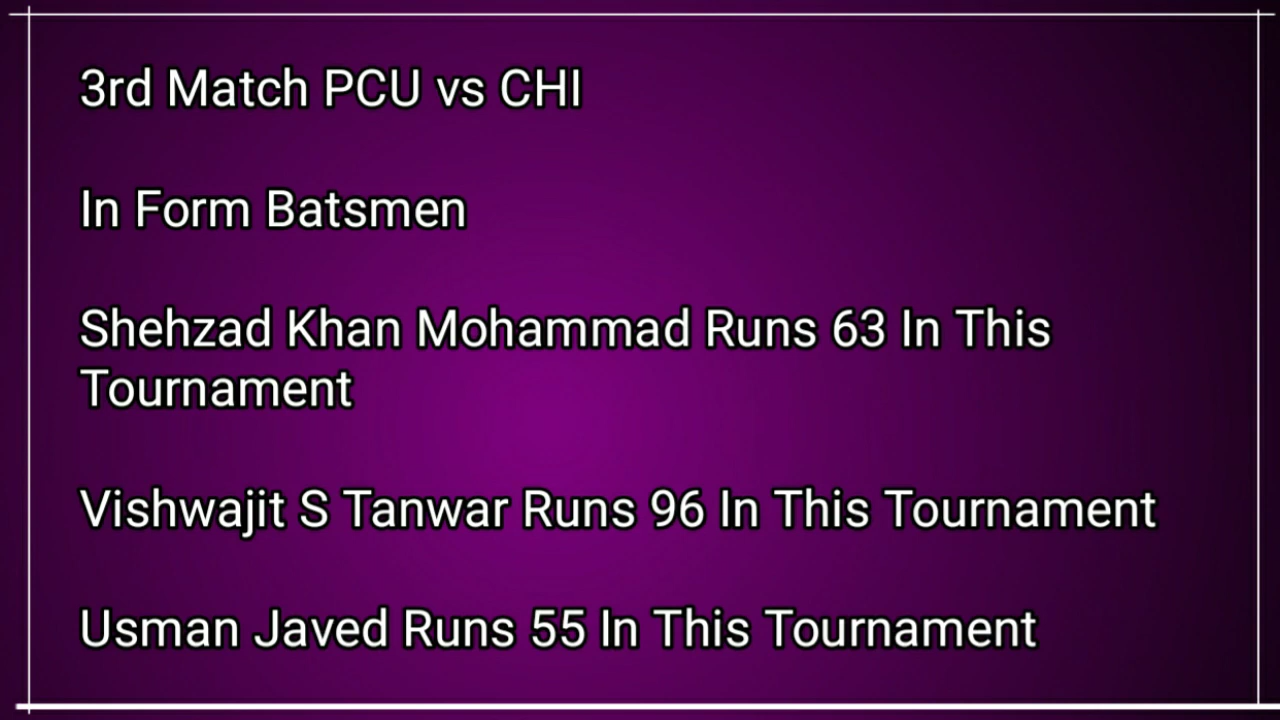 3rd Match PCU vs CHI
In Form Batsmen
Shehzad Khan Mohammad Runs 63 In This
Tournament
Vishwajit S Tanwar Runs 96 In This Tournament
Usman Javed Runs 55 In This Tournament